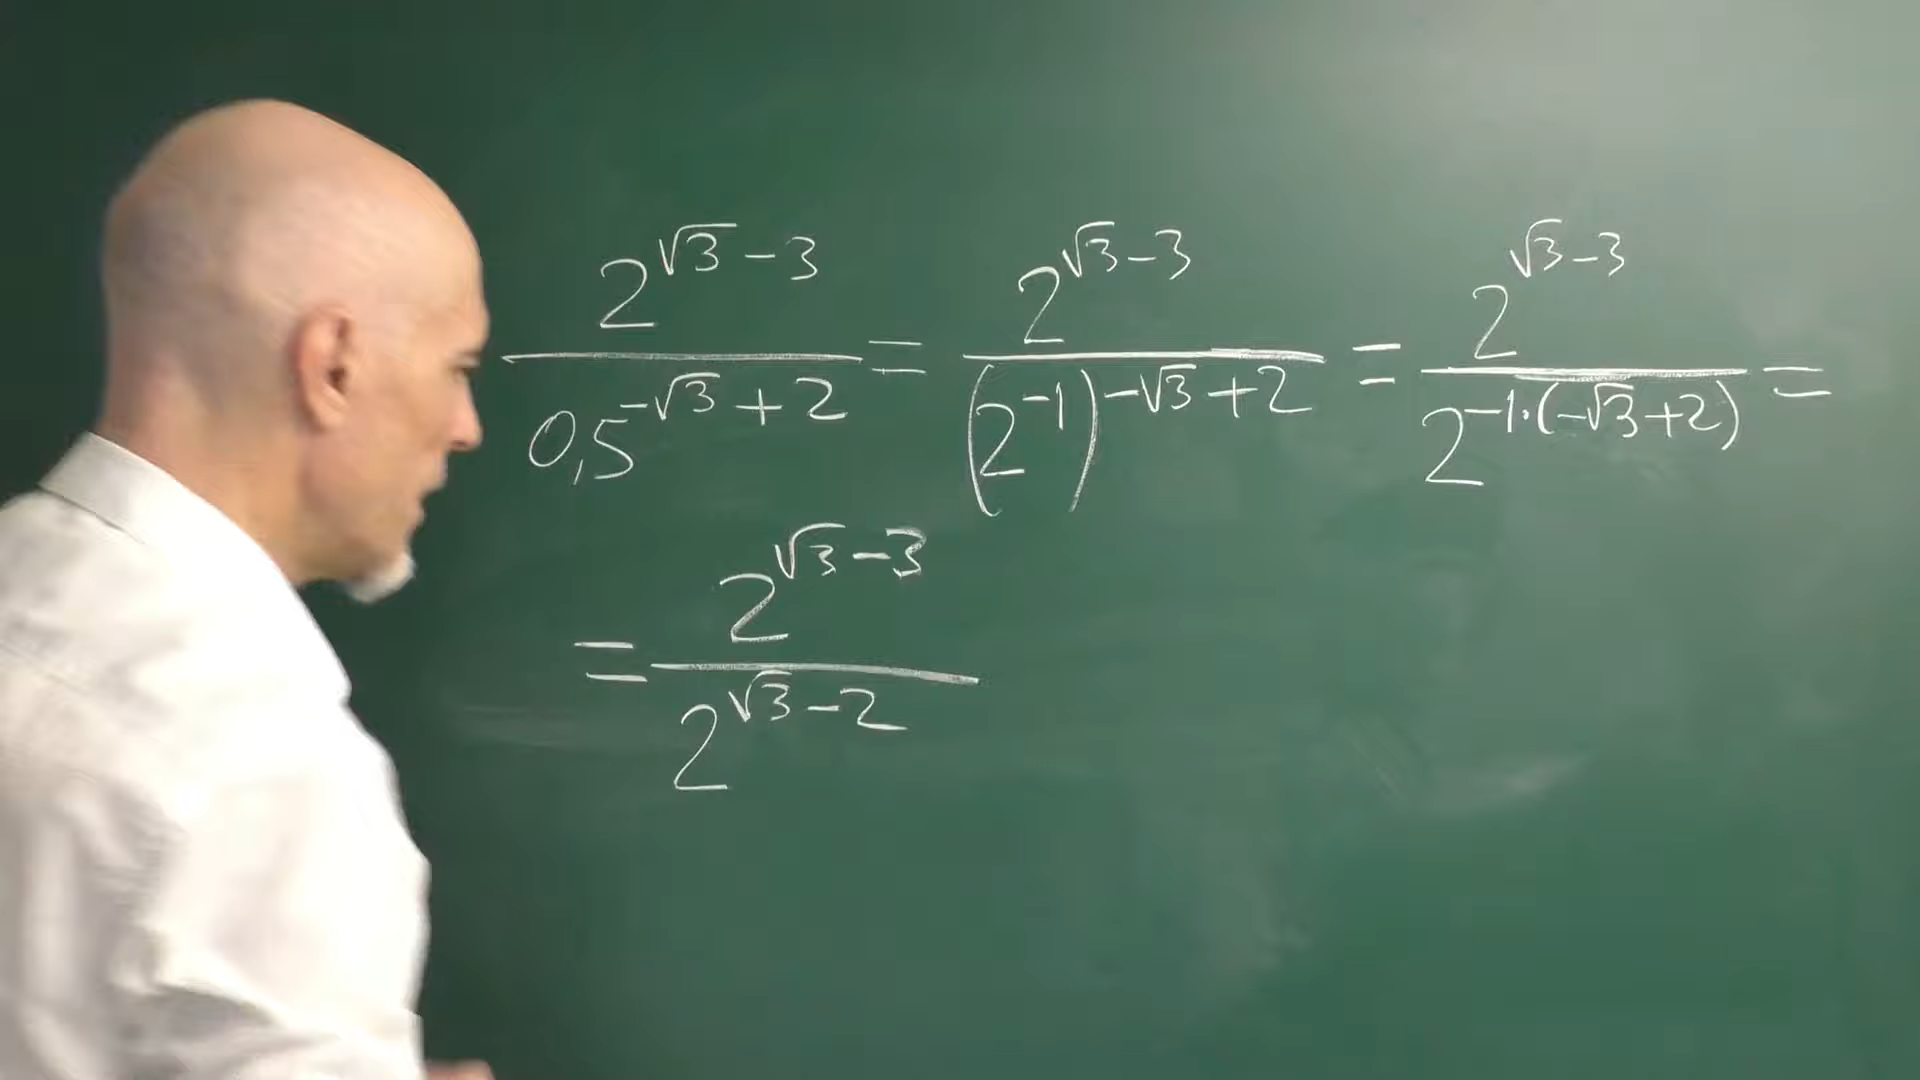 2^(√3-3) / 0,5^(-√3+2) = 2^(√3-3) / (2^(-1))^(-√3+2) = 2^(√3-3) / 2^(-1·(-√3+2)) =
= 2^(√3-3) / 2^(√3-2)